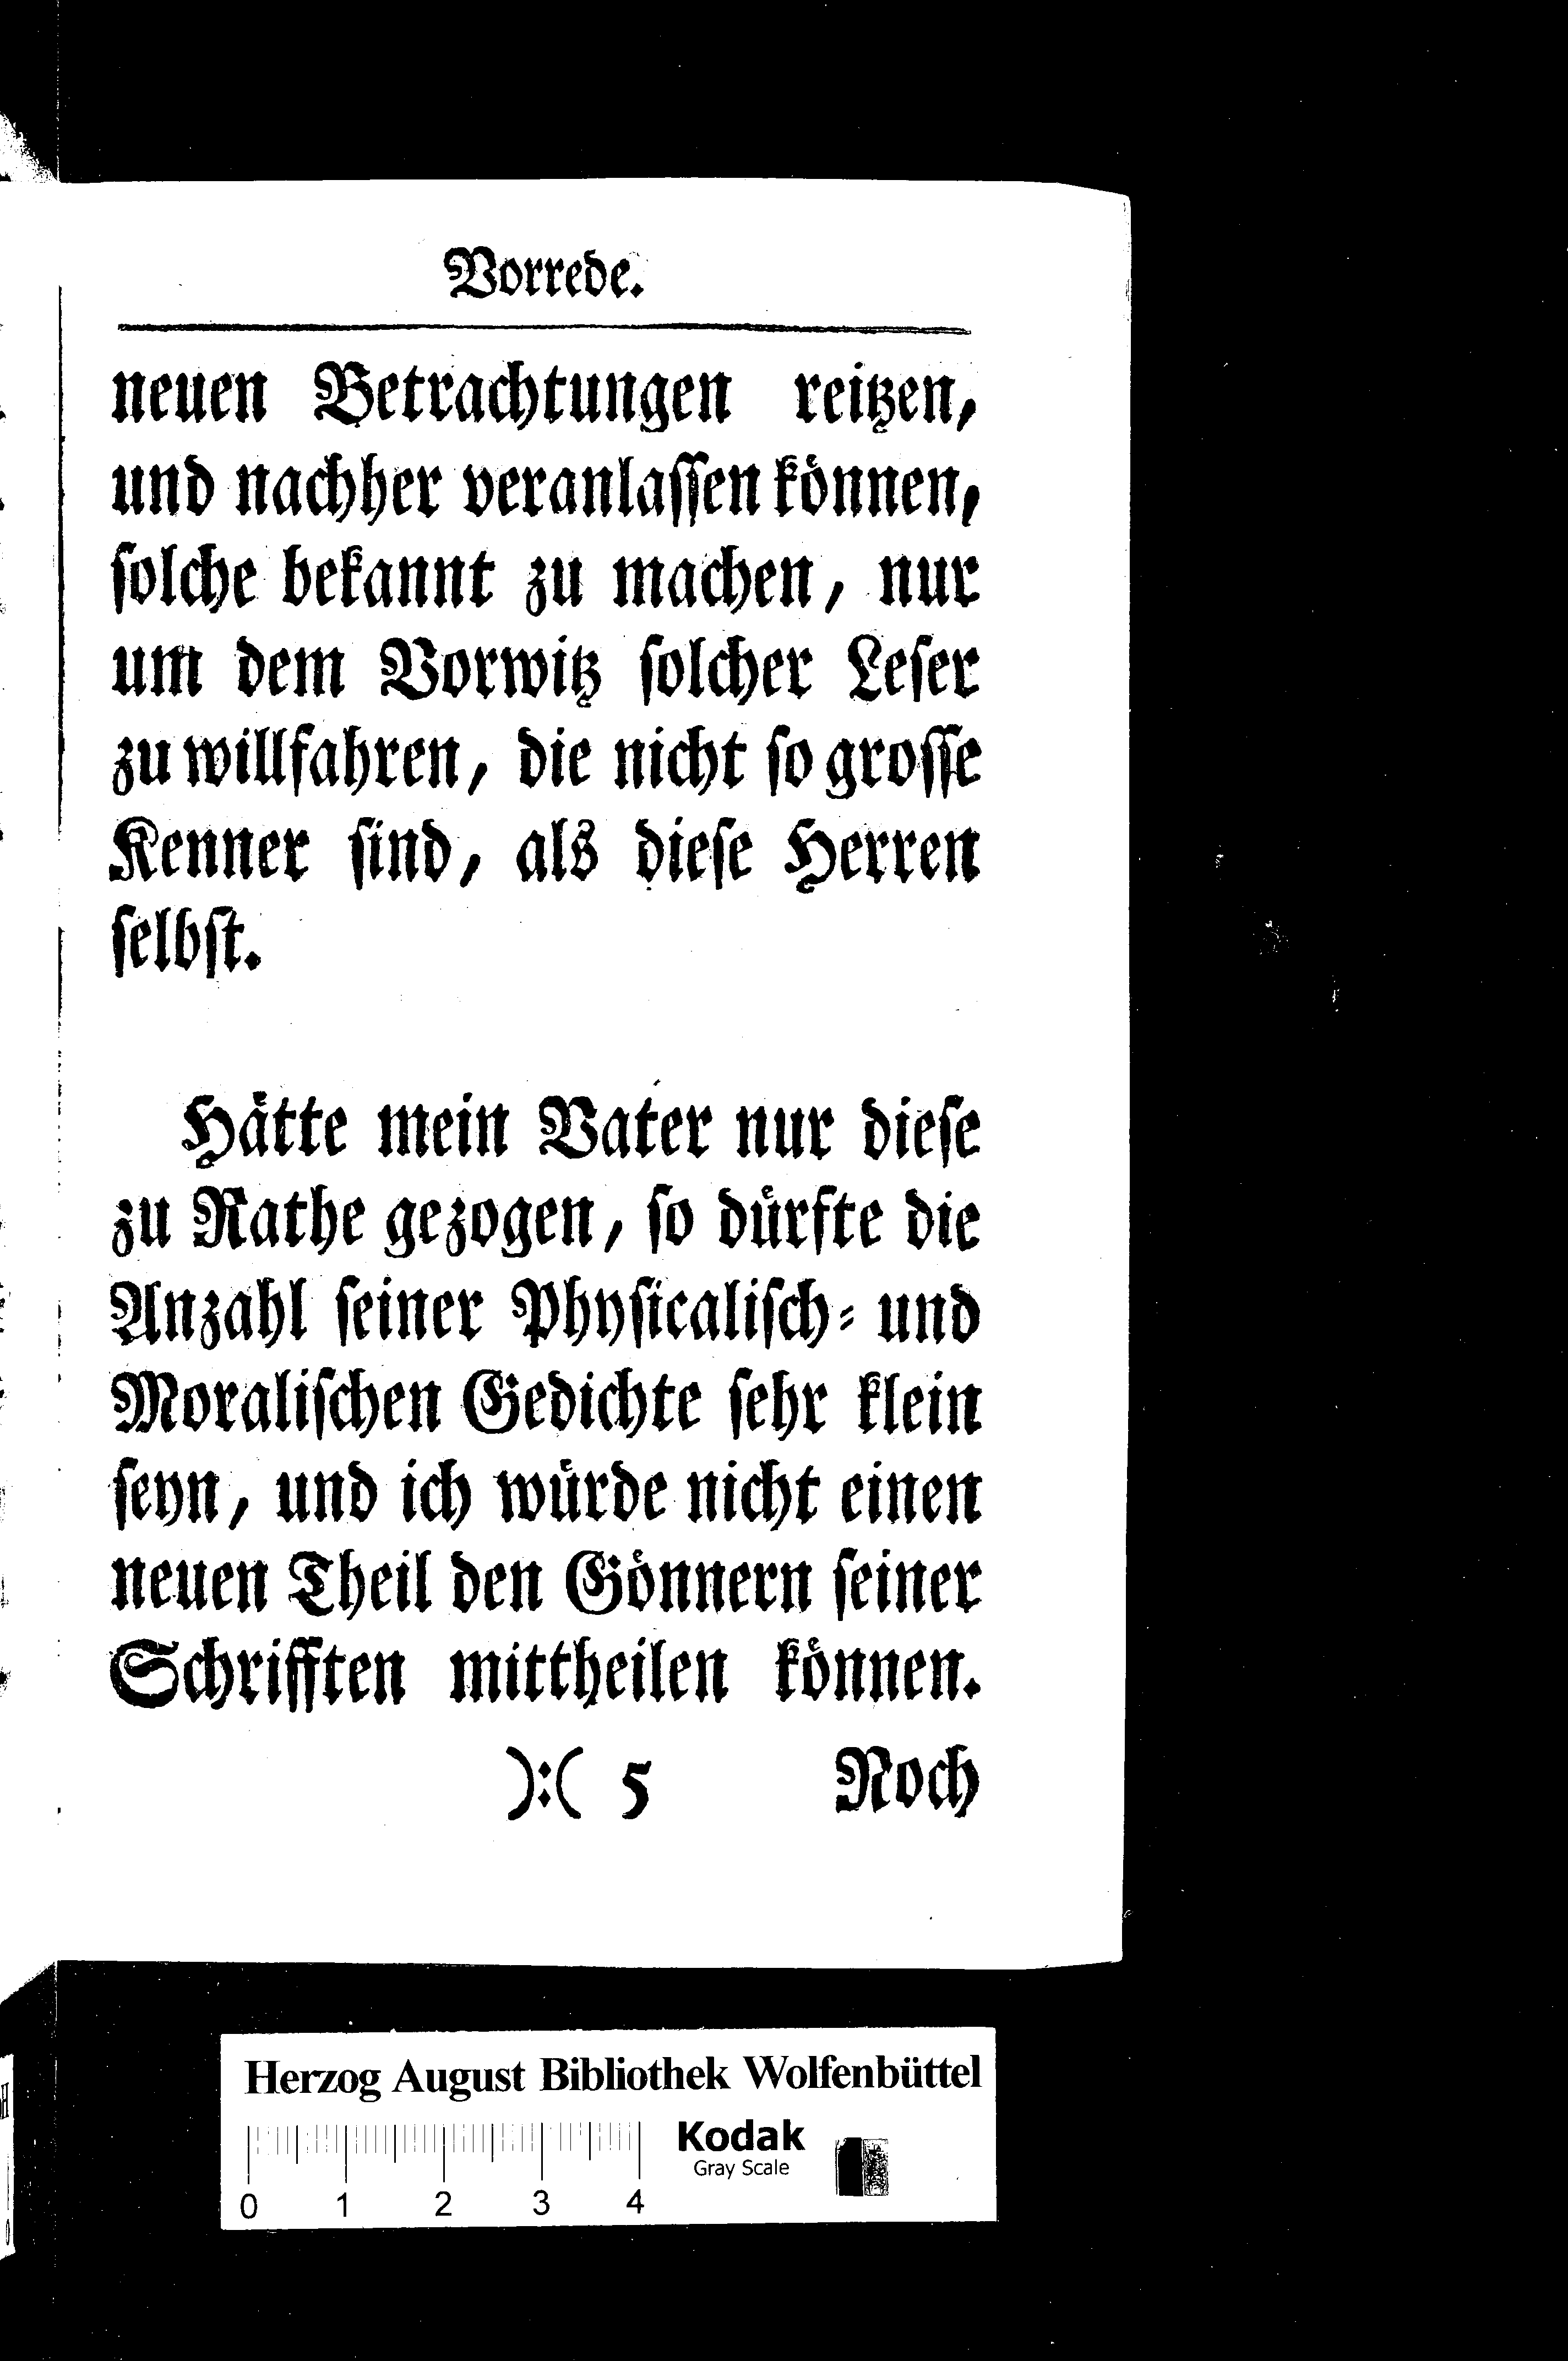 Vorrede.
neuen Betrachtungen reitzen,
und nachher veranlaſſen können,
ſolche bekannt zu machen, nur
um dem Vorwitz ſolcher Leſer
zu willfahren, die nicht ſo groſſe
Kenner ſind, als dieſe Herren
ſelbſt.
Hätte mein Vater nur dieſe
zu Rathe gezogen, ſo dürfte die
Anzahl ſeiner Phyſicaliſch- und
Moraliſchen Gedichte ſehr klein
ſeyn, und ich würde nicht einen
neuen Theil den Gönnern ſeiner
Schrifften mittheilen können.
):( 5 Noch
Herzog August Bibliothek Wolfenbüttel
Kodak
Gray Scale
0 1 2 3 4